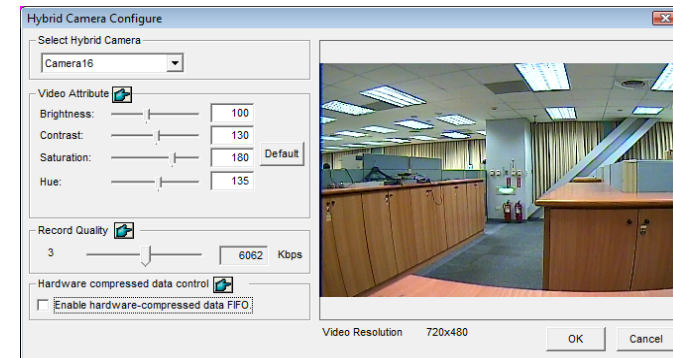 Hybrid Camera Configure
Select Hybrid Camera
Camera16
Video Attribute
Brightness: 100
Contrast: 130
Saturation: 180 Default
Hue: 135
Record Quality
3 6062 Kbps
Hardware compressed data control
Enable hardware-compressed data FIFO.
Video Resolution 720x480
OK Cancel